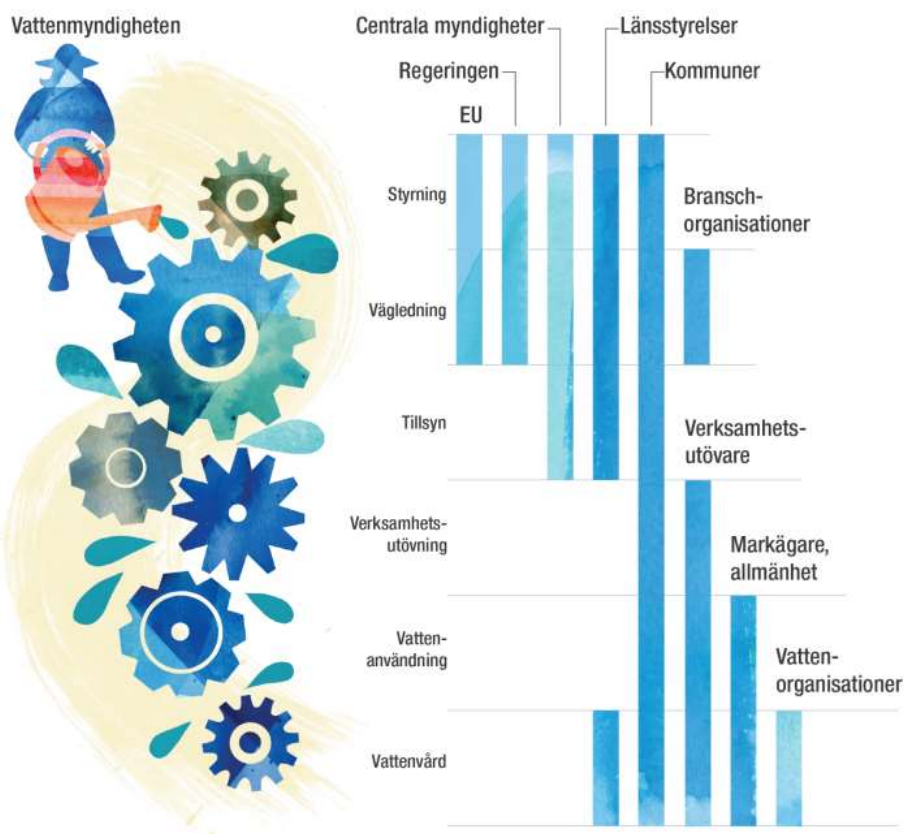 Vattenmyndigheten
Centrala myndigheter
Länsstyrelser
Regeringen
Kommuner
EU
Styrning
Bransch-
organisationer
Vägledning
Tillsyn
Verksamhets-
utövare
Verksamhets-
utövning
Markägare,
allmänhet
Vatten-
användning
Vatten-
organisationer
Vattenvård